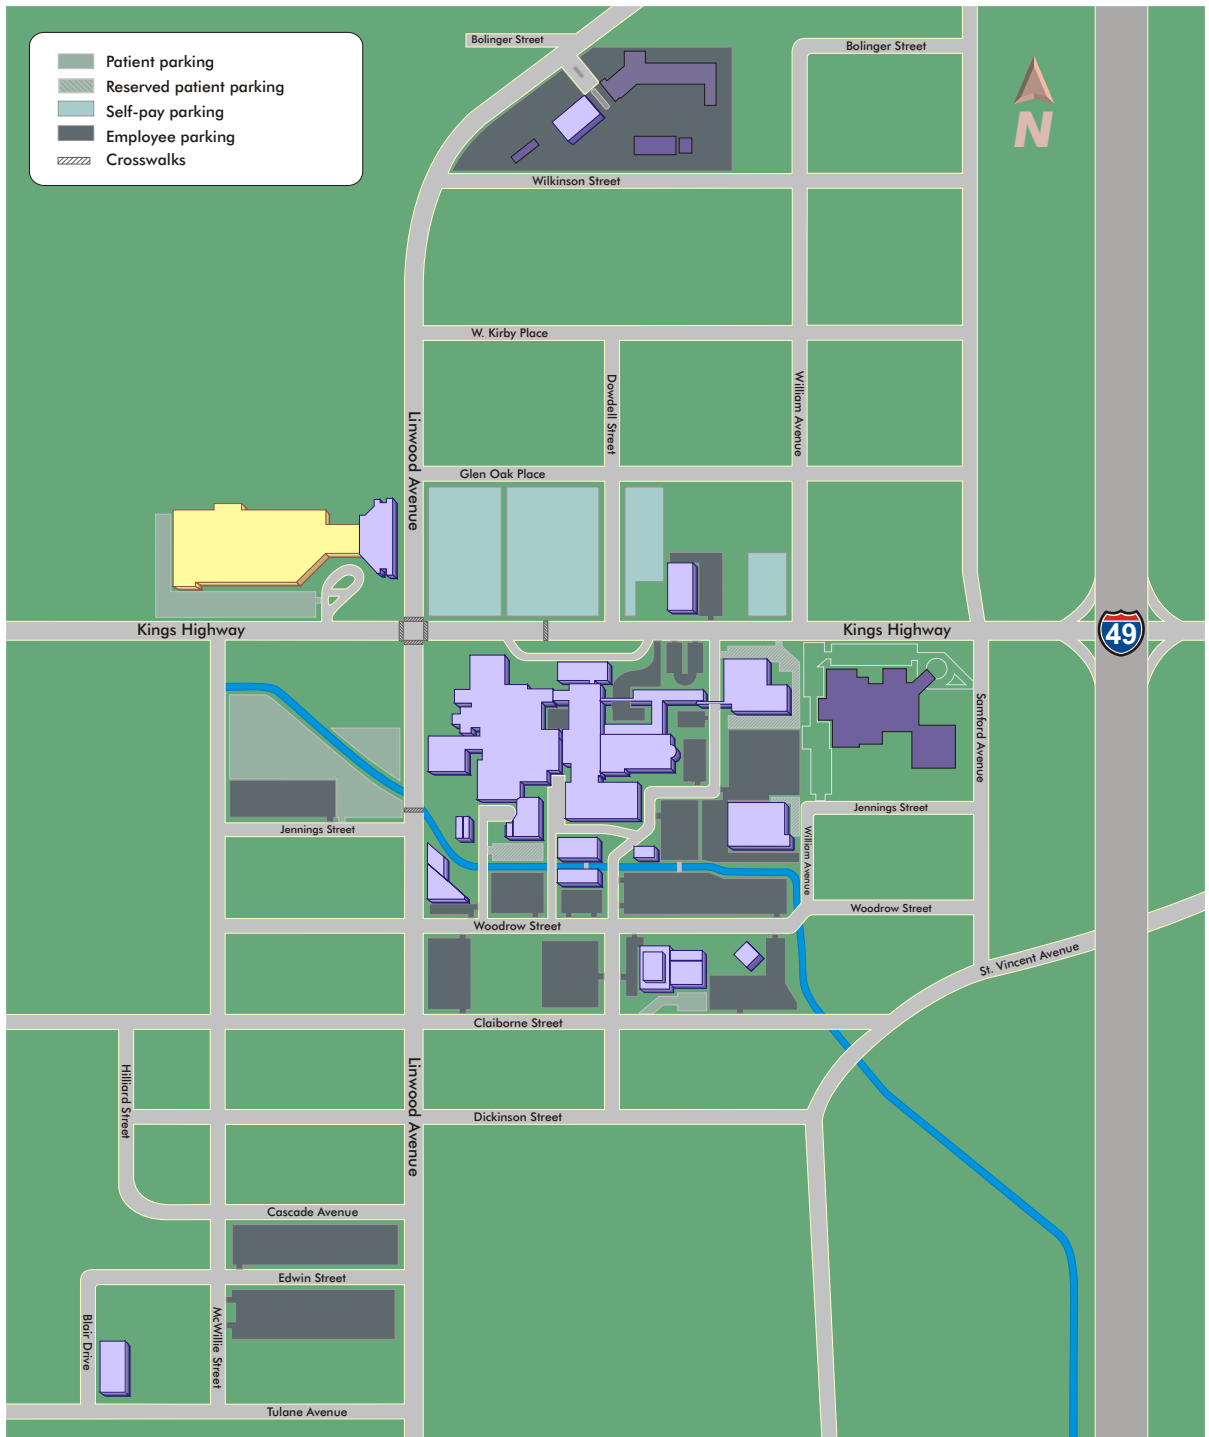 Patient parking
Reserved patient parking
Self-pay parking
Employee parking
Crosswalks
Bolinger Street
Bolinger Street
N
Wilkinson Street
W. Kirby Place
Dowdell Street
William Avenue
Linwood Avenue
Glen Oak Place
Kings Highway
Kings Highway
49
Samford Avenue
Jennings Street
Jennings Street
William Avenue
Woodrow Street
Woodrow Street
St. Vincent Avenue
Claiborne Street
Hilliard Street
Linwood Avenue
Dickinson Street
Cascade Avenue
Edwin Street
Blair Drive
McWillie Street
Tulane Avenue